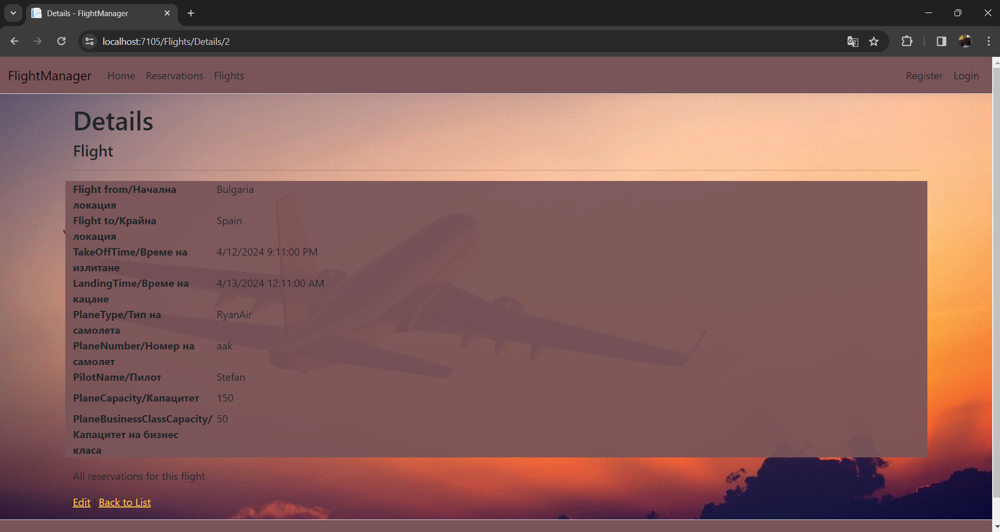 Details - FlightManager
localhost:7105/Flights/Details/2
FlightManager Home Reservations Flights Register Login
Details
Flight
Flight from/Начална Bulgaria
локация
Flight to/Крайна Spain
локация
TakeOffTime/Време на 4/12/2024 9:11:00 PM
излитане
LandingTime/Време на 4/13/2024 12:11:00 AM
кацане
PlaneType/Тип на RyanAir
самолета
PlaneNumber/Номер на aak
самолет
PilotName/Пилот Stefan
PlaneCapacity/Капацитет 150
PlaneBusinessClassCapacity/ 50
Капацитет на бизнес
класа
All reservations for this flight
Edit | Back to List